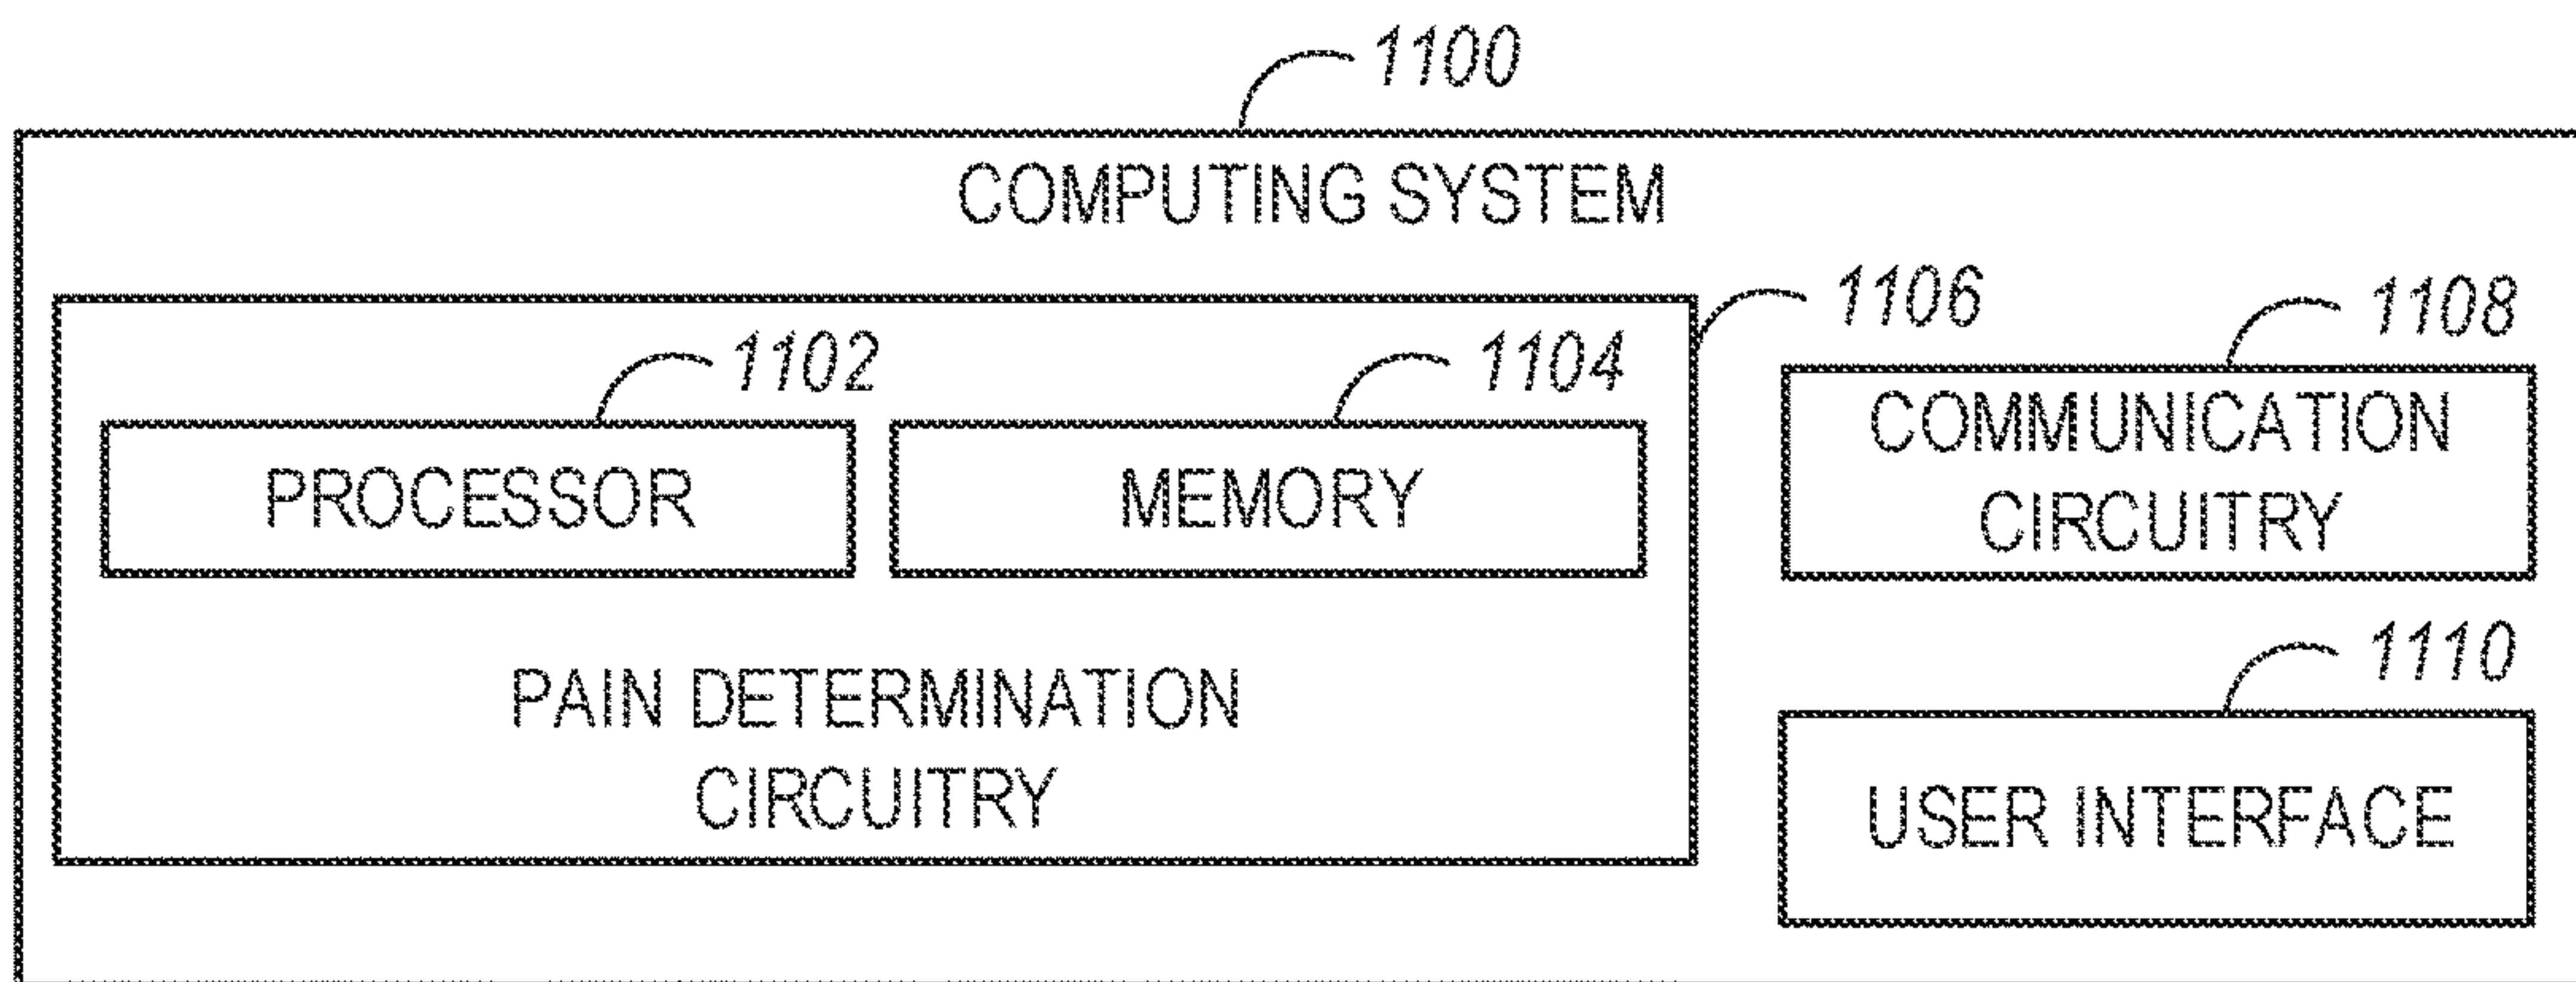 1100
COMPUTING SYSTEM
1106
1108
1102
1104
COMMUNICATION
CIRCUITRY
PROCESSOR
MEMORY
1110
PAIN DETERMINATION
CIRCUITRY
USER INTERFACE